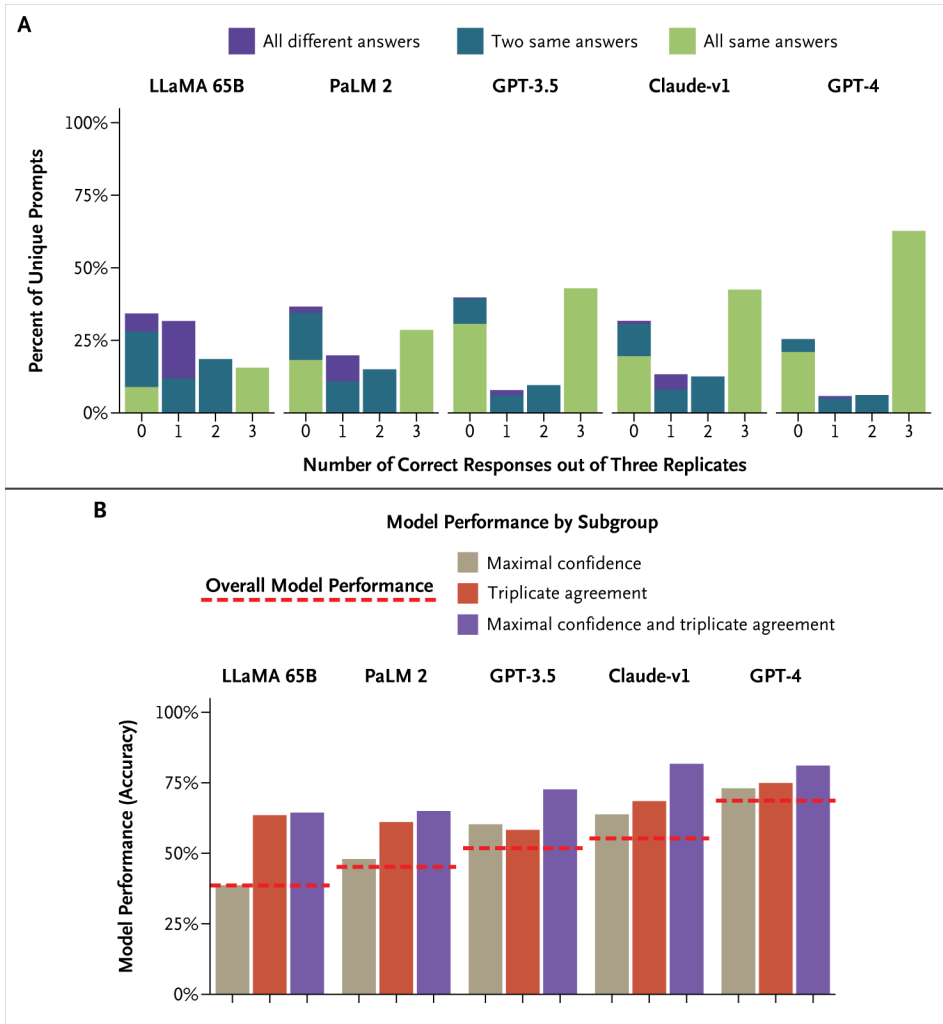 A
All different answers Two same answers All same answers
LLaMA 65B PaLM 2 GPT-3.5 Claude-v1 GPT-4
Percent of Unique Prompts
100%
75%
50%
25%
0%
0 1 2 3 0 1 2 3 0 1 2 3 0 1 2 3 0 1 2 3
Number of Correct Responses out of Three Replicates
B
Model Performance by Subgroup
Overall Model Performance
Maximal confidence
Triplicate agreement
Maximal confidence and triplicate agreement
LLaMA 65B PaLM 2 GPT-3.5 Claude-v1 GPT-4
Model Performance (Accuracy)
100%
75%
50%
25%
0%